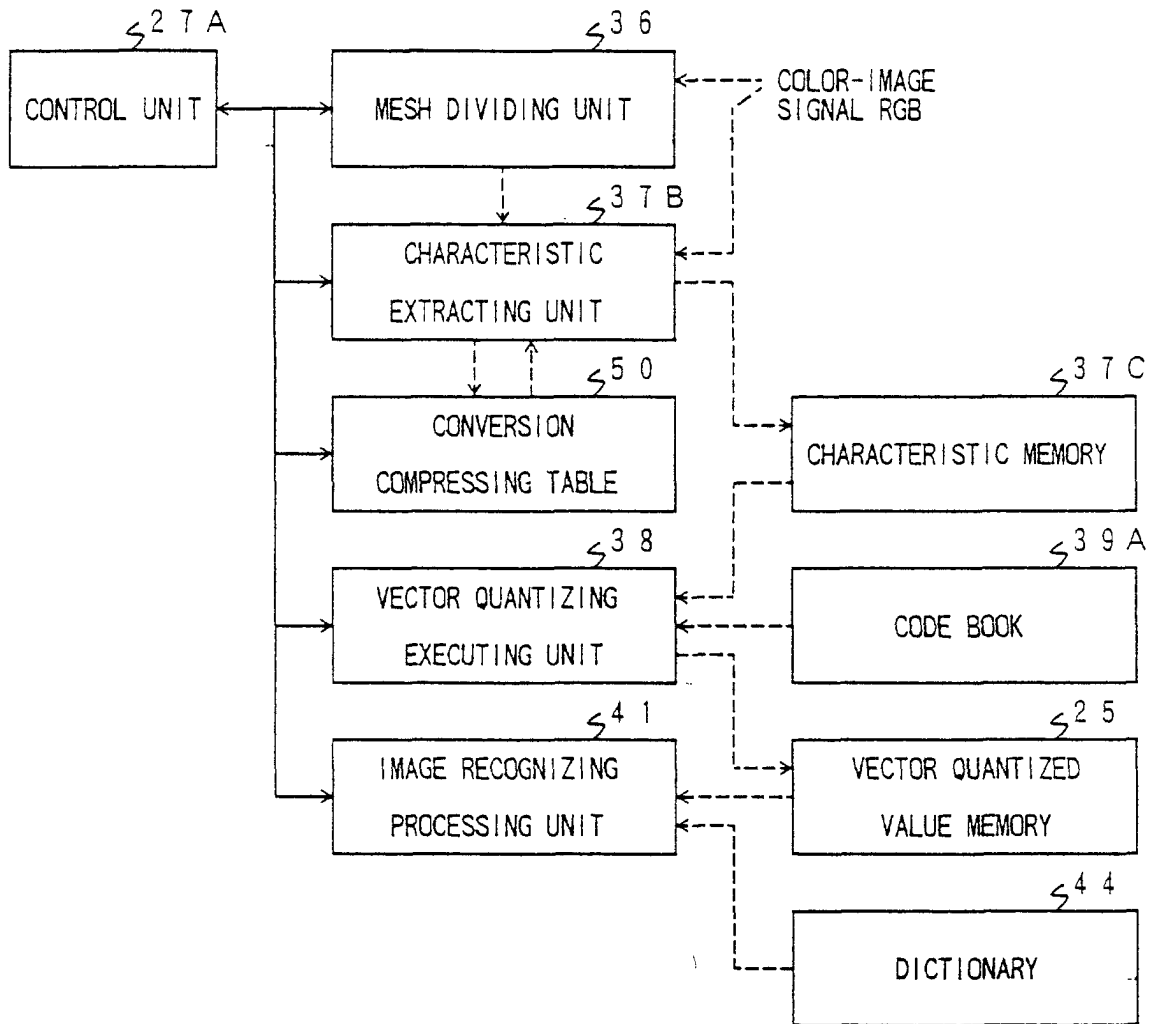 27A
CONTROL UNIT
36
MESH DIVIDING UNIT
COLOR-IMAGE
SIGNAL RGB
37B
CHARACTERISTIC
EXTRACTING UNIT
50
CONVERSION
COMPRESSING TABLE
37C
CHARACTERISTIC MEMORY
38
VECTOR QUANTIZING
EXECUTING UNIT
39A
CODE BOOK
41
IMAGE RECOGNIZING
PROCESSING UNIT
25
VECTOR QUANTIZED
VALUE MEMORY
44
DICTIONARY